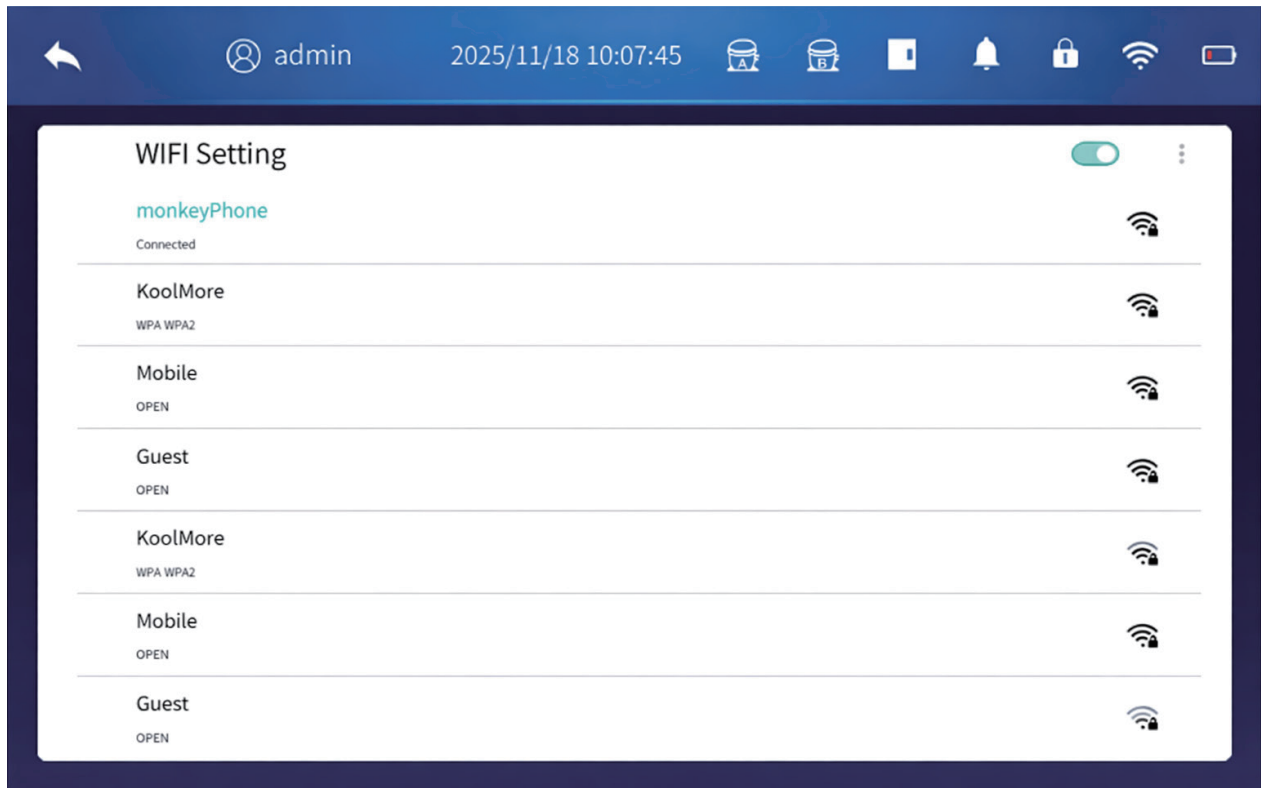 admin 2025/11/18 10:07:45 A B
WIFI Setting
monkeyPhone
Connected
KoolMore
WPA WPA2
Mobile
OPEN
Guest
OPEN
KoolMore
WPA WPA2
Mobile
OPEN
Guest
OPEN